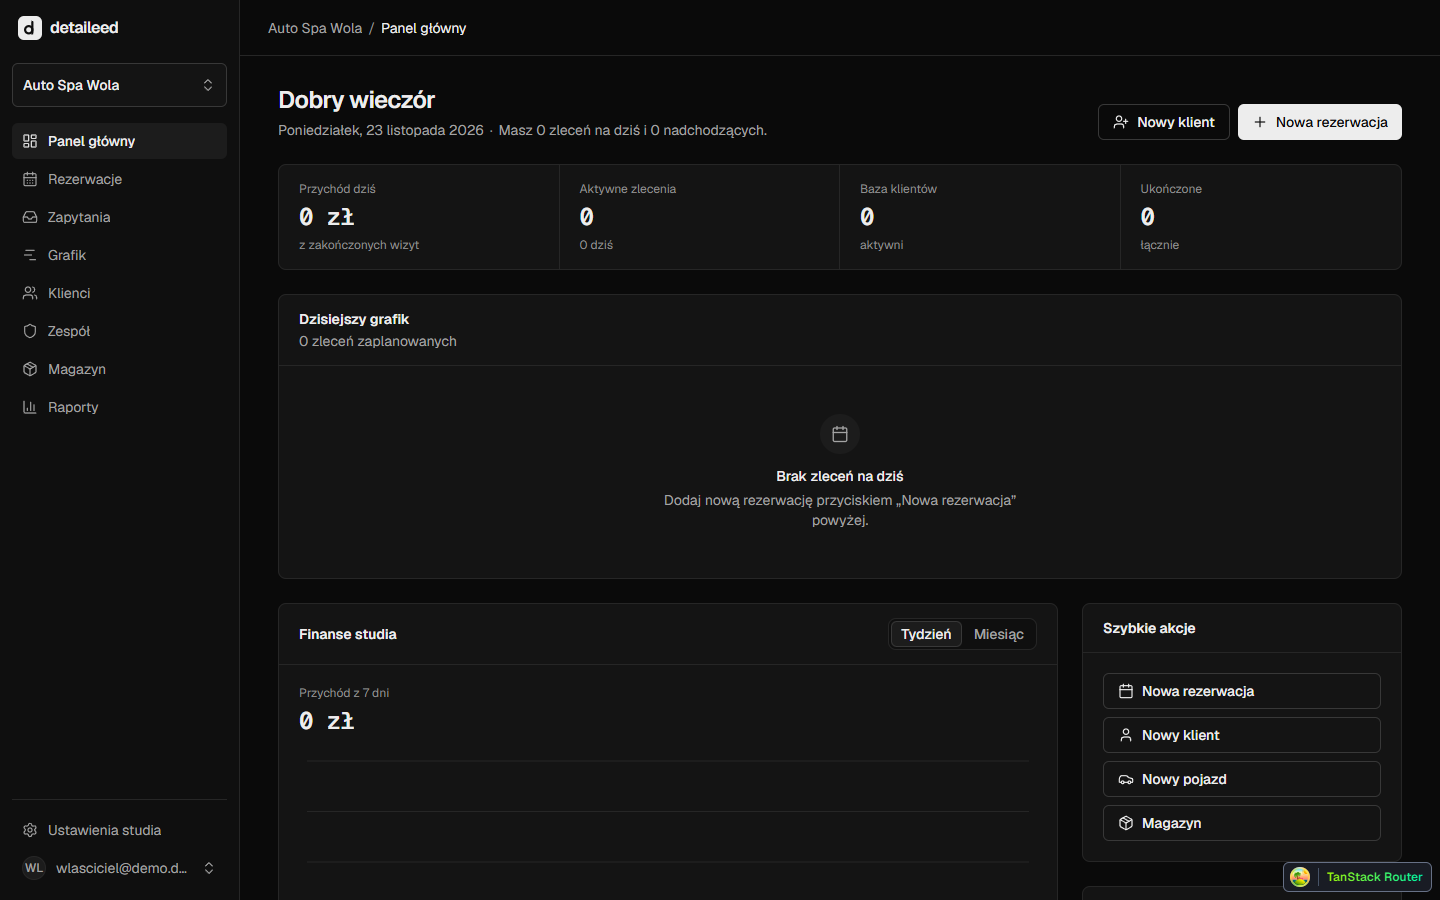 detaileed
Auto Spa Wola / Panel główny
Auto Spa Wola
Panel główny
Rezerwacje
Zapytania
Grafik
Klienci
Zespół
Magazyn
Raporty
Ustawienia studia
WL wlasciciel@demo.d...
Dobry wieczór
Poniedziałek, 23 listopada 2026 · Masz 0 zleceń na dziś i 0 nadchodzących.
Nowy klient
Nowa rezerwacja
Przychód dziś
0 zł
z zakończonych wizyt
Aktywne zlecenia
0
0 dziś
Baza klientów
0
aktywni
Ukończone
0
łącznie
Dzisiejszy grafik
0 zleceń zaplanowanych
Brak zleceń na dziś
Dodaj nową rezerwację przyciskiem „Nowa rezerwacja”
powyżej.
Finanse studia
Tydzień Miesiąc
Przychód z 7 dni
0 zł
Szybkie akcje
Nowa rezerwacja
Nowy klient
Nowy pojazd
Magazyn
TanStack Router